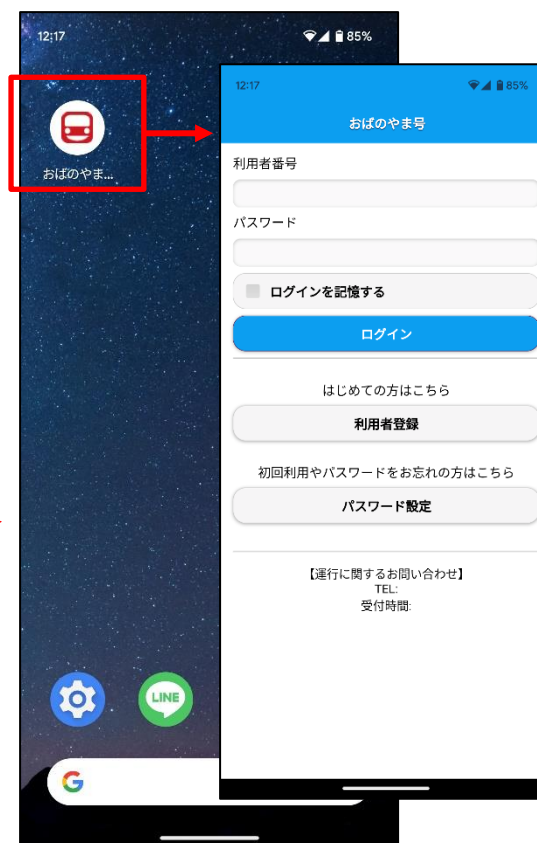 12:17
85%
おばのやま...
LINE
G
12:17
85%
おばのやま号
利用者番号
パスワード
ログインを記憶する
ログイン
はじめての方はこちら
利用者登録
初回利用やパスワードをお忘れの方はこちら
パスワード設定
【運行に関するお問い合わせ】
TEL:
受付時間: